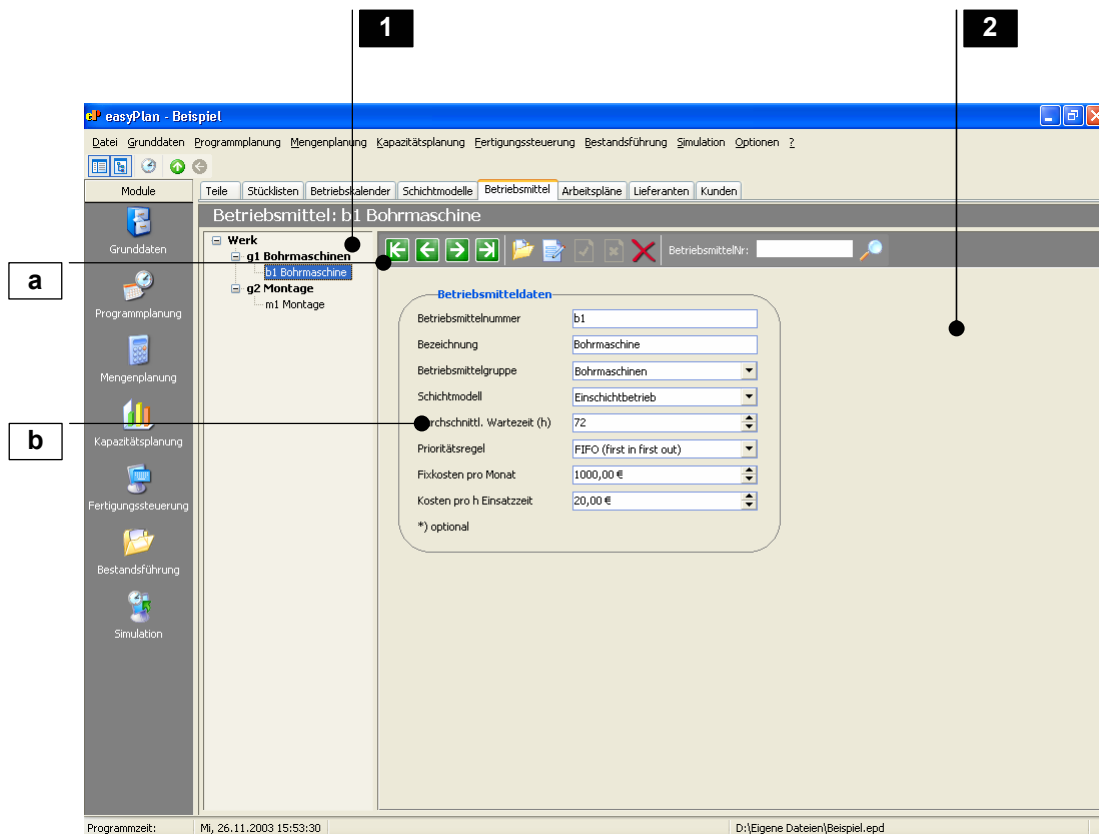 1 2
easyPlan - Beispiel
Datei Grunddaten Programmplanung Mengenplanung Kapazitätsplanung Fertigungssteuerung Bestandsführung Simulation Optionen ?
Module
Teile Stücklisten Betriebskalender Schichtmodelle Betriebsmittel Arbeitspläne Lieferanten Kunden
Betriebsmittel: b1 Bohrmaschine
Grunddaten
Programmplanung
Mengenplanung
Kapazitätsplanung
Fertigungssteuerung
Bestandsführung
Simulation
Werk
g1 Bohrmaschinen
b1 Bohrmaschine
g2 Montage
m1 Montage
a
b
BetriebsmittelNr:
Betriebsmitteldaten
Betriebsmittelnummer b1
Bezeichnung Bohrmaschine
Betriebsmittelgruppe Bohrmaschinen
Schichtmodell Einschichtbetrieb
Wartezeit (h) 72
Prioritätsregel FIFO (first in first out)
Fixkosten pro Monat 1000,00 €
Kosten pro h Einsatzzeit 20,00 €
*) optional
Programmzeit: Mi, 26.11.2003 15:53:30 D:\Eigene Dateien\Beispiel.epd